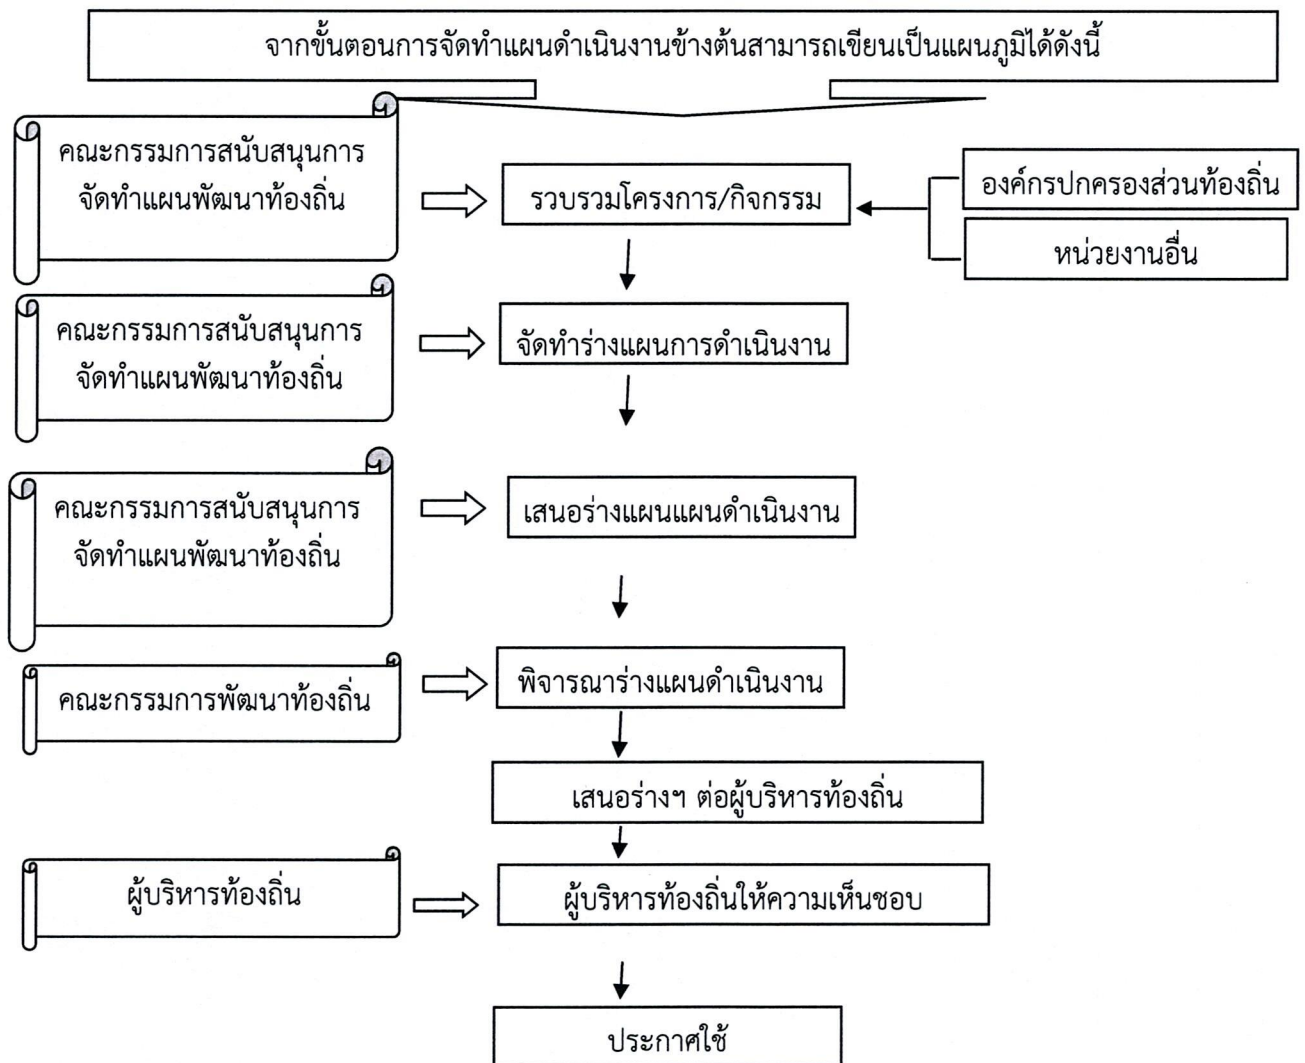 จากขั้นตอนการจัดทำแผนดำเนินงานข้างต้นสามารถเขียนเป็นแผนภูมิได้ดังนี้
คณะกรรมการสนับสนุนการ
จัดทำแผนพัฒนาท้องถิ่น
รวบรวมโครงการ/กิจกรรม
องค์กรปกครองส่วนท้องถิ่น
หน่วยงานอื่น
คณะกรรมการสนับสนุนการ
จัดทำแผนพัฒนาท้องถิ่น
จัดทำร่างแผนการดำเนินงาน
คณะกรรมการสนับสนุนการ
จัดทำแผนพัฒนาท้องถิ่น
เสนอร่างแผนแผนดำเนินงาน
คณะกรรมการพัฒนาท้องถิ่น
พิจารณาร่างแผนดำเนินงาน
เสนอร่างฯ ต่อผู้บริหารท้องถิ่น
ผู้บริหารท้องถิ่น
ผู้บริหารท้องถิ่นให้ความเห็นชอบ
ประกาศใช้